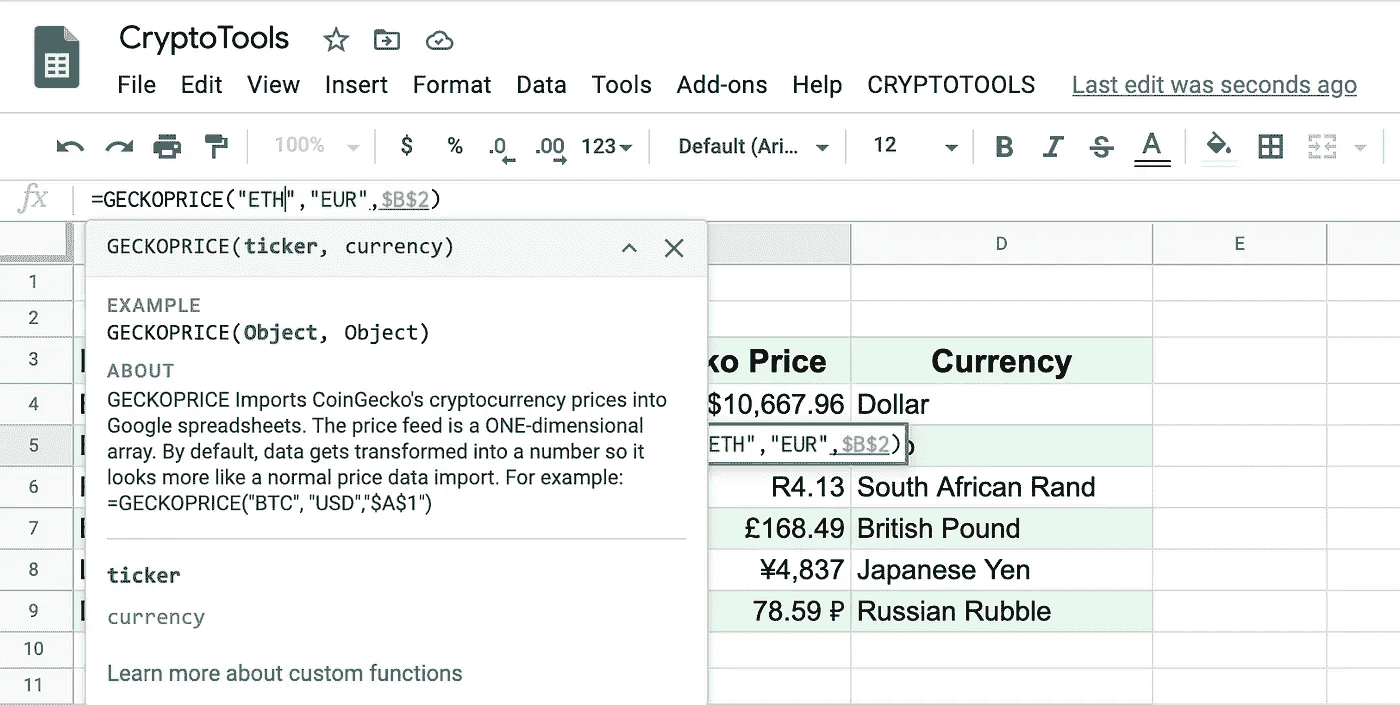 CryptoTools
File Edit View Insert Format Data Tools Add-ons Help CRYPTOTOOLS Last edit was seconds ago
100% $ % .0 .00 123 Default (Ari... 12 B I S A
fx =GECKOPRICE("ETH","EUR",$B$2)
GECKOPRICE(ticker, currency)
D E
EXAMPLE
GECKOPRICE(Object, Object)
ABOUT
GECKOPRICE Imports CoinGecko's cryptocurrency prices into
Google spreadsheets. The price feed is a ONE-dimensional
array. By default, data gets transformed into a number so it
looks more like a normal price data import. For example:
=GECKOPRICE("BTC", "USD","$A$1")
ticker
currency
Learn more about custom functions
1
2
3 ko Price Currency
4 $10,667.96 Dollar
5 ETH","EUR",$B$2)
6 R4.13 South African Rand
7 £168.49 British Pound
8 ¥4,837 Japanese Yen
9 78.59 ₽ Russian Rubble
10
11